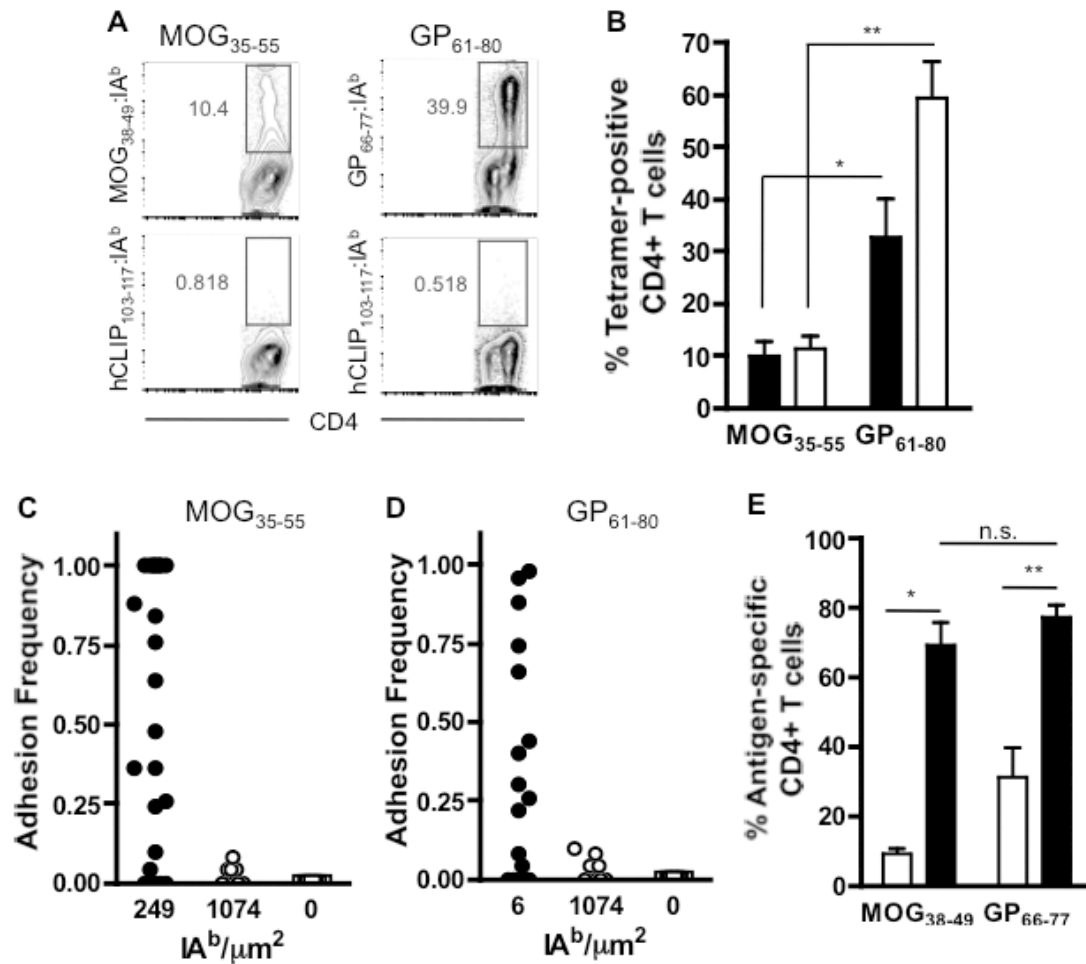 A
MOG35-55
GP61-80
MOG38-49:IAb
10.4
GP66-77:IAb
39.9
hCLIP103-117:IAb
0.818
hCLIP103-117:IAb
0.518
CD4
B
% Tetramer-positive
CD4+ T cells
70
60
50
40
30
20
10
0
**
*
MOG35-55 GP61-80
C
MOG35-55
Adhesion Frequency
1.00
0.75
0.50
0.25
0.00
249 1074 0
IAb/μm2
D
GP61-80
Adhesion Frequency
1.00
0.75
0.50
0.25
0.00
6 1074 0
IAb/μm2
E
% Antigen-specific
CD4+ T cells
100
80
60
40
20
0
n.s.
*
**
MOG38-49 GP66-77